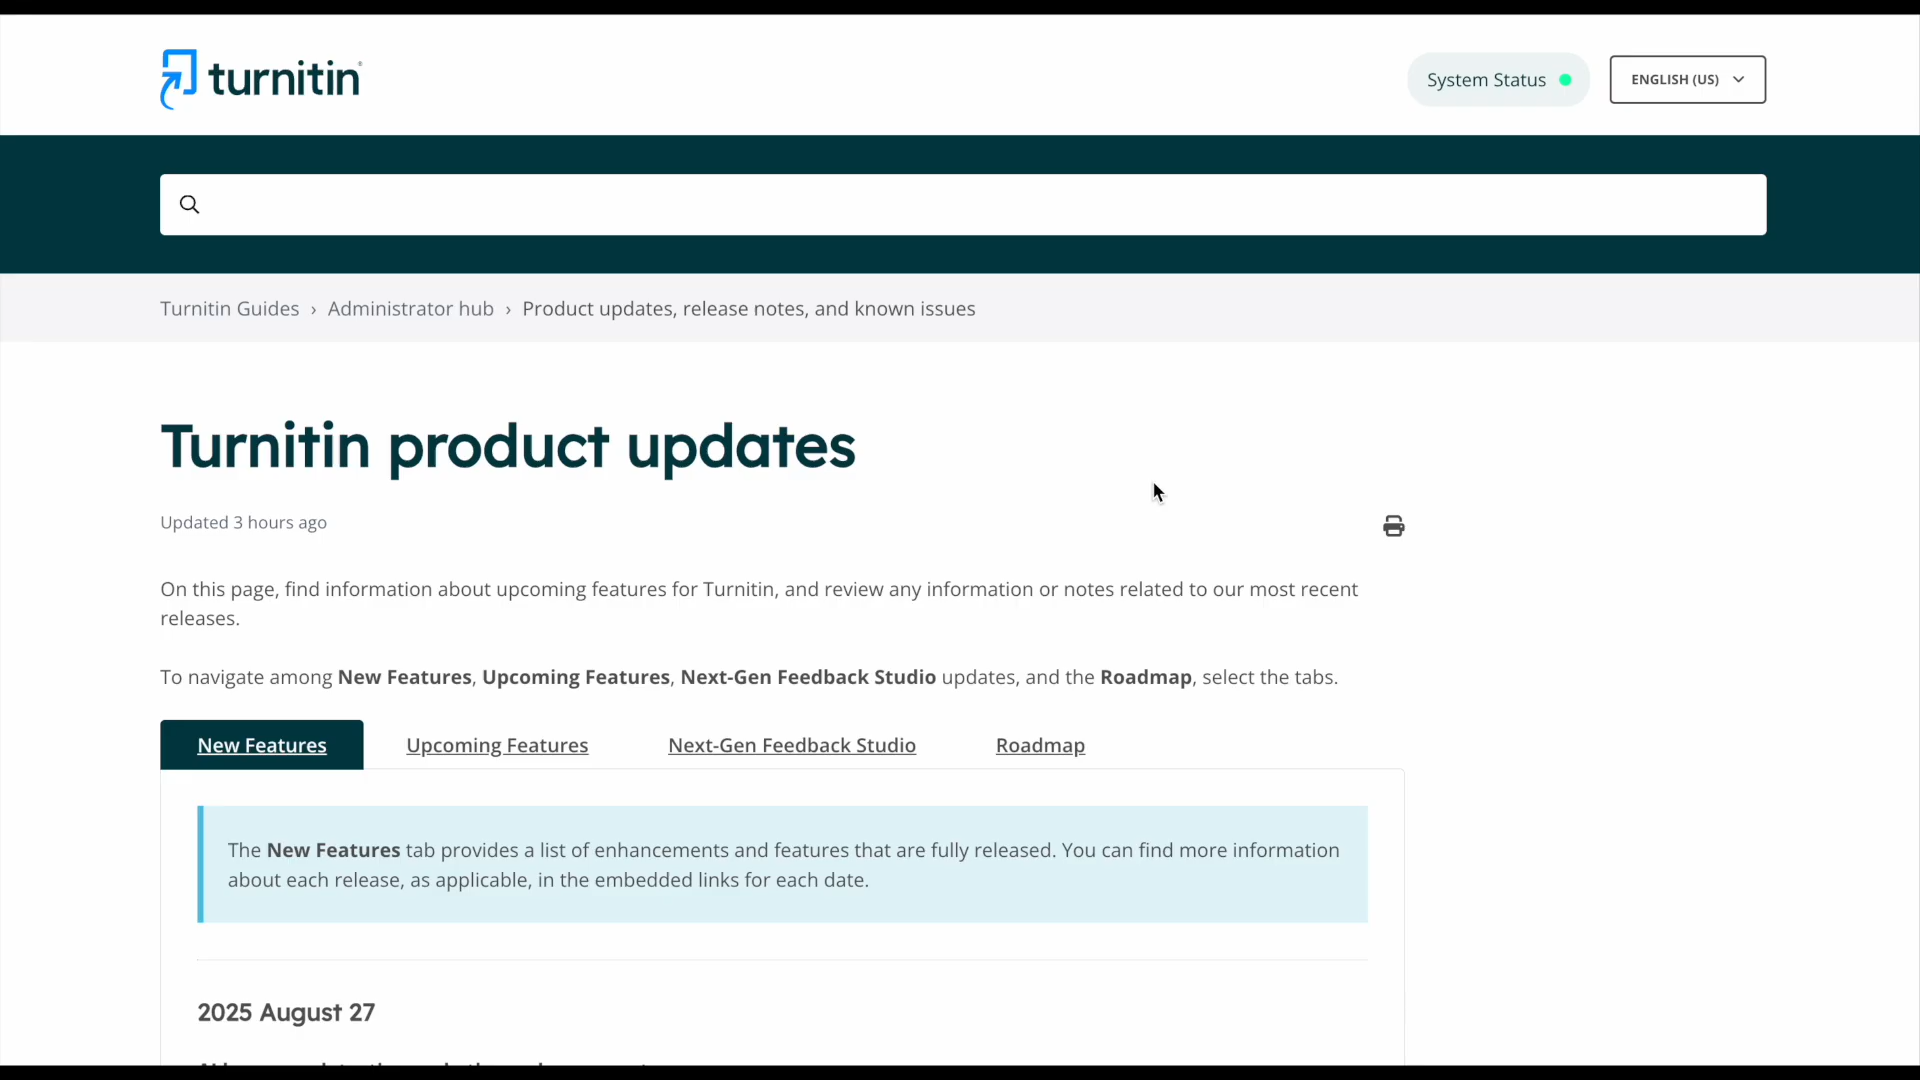 turnitin
System Status
ENGLISH (US)
Turnitin Guides › Administrator hub › Product updates, release notes, and known issues
Turnitin product updates
Updated 3 hours ago
On this page, find information about upcoming features for Turnitin, and review any information or notes related to our most recent
releases.
To navigate among New Features, Upcoming Features, Next-Gen Feedback Studio updates, and the Roadmap, select the tabs.
New Features
Upcoming Features
Next-Gen Feedback Studio
Roadmap
The New Features tab provides a list of enhancements and features that are fully released. You can find more information
about each release, as applicable, in the embedded links for each date.
2025 August 27